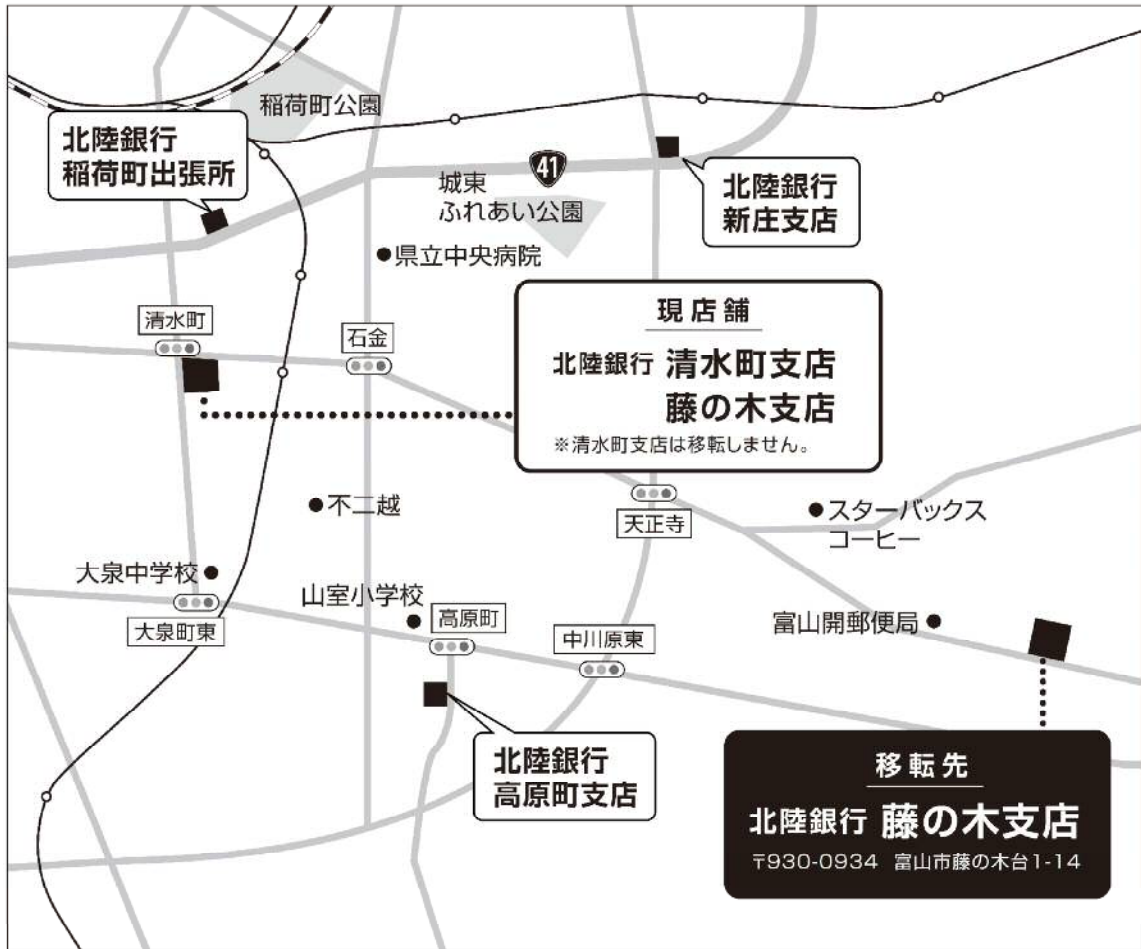 稲荷町公園
北陸銀行
稲荷町出張所
41
城東
ふれあい公園
北陸銀行
新庄支店
県立中央病院
清水町
石金
現店舗
北陸銀行 清水町支店
藤の木支店
※清水町支店は移転しません。
不二越
天正寺
スターバックス
コーヒー
大泉中学校
大泉町東
山室小学校
高原町
中川原東
富山開郵便局
北陸銀行
高原町支店
移転先
北陸銀行 藤の木支店
〒930-0934 富山市藤の木台1-14